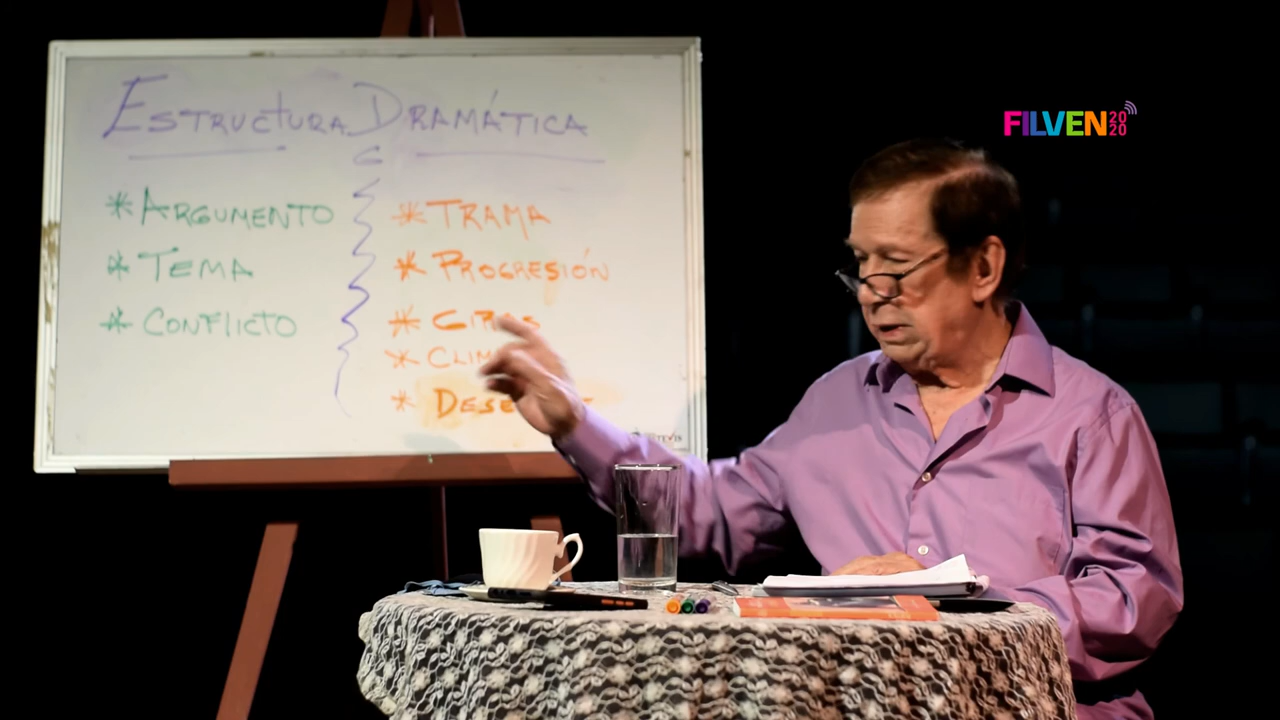 ESTRUCTURA DRAMÁTICA
* ARGUMENTO
* TEMA
* CONFLICTO
* TRAMA
* PROGRESIÓN
*
*
*
FILVEN 2020